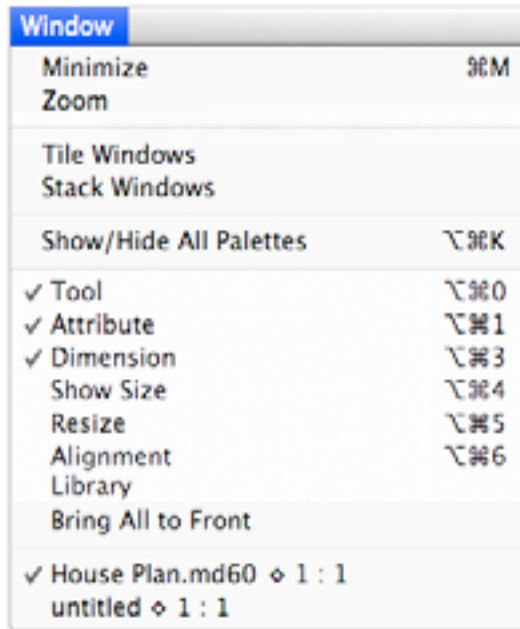 Window
Minimize ⌘M
Zoom
Tile Windows
Stack Windows
Show/Hide All Palettes ⌥⌘K
✓ Tool ⌥⌘0
✓ Attribute ⌥⌘1
✓ Dimension ⌥⌘3
Show Size ⌥⌘4
Resize ⌥⌘5
Alignment ⌥⌘6
Library
Bring All to Front
✓ House Plan.md60 ⋄ 1 : 1
untitled ⋄ 1 : 1